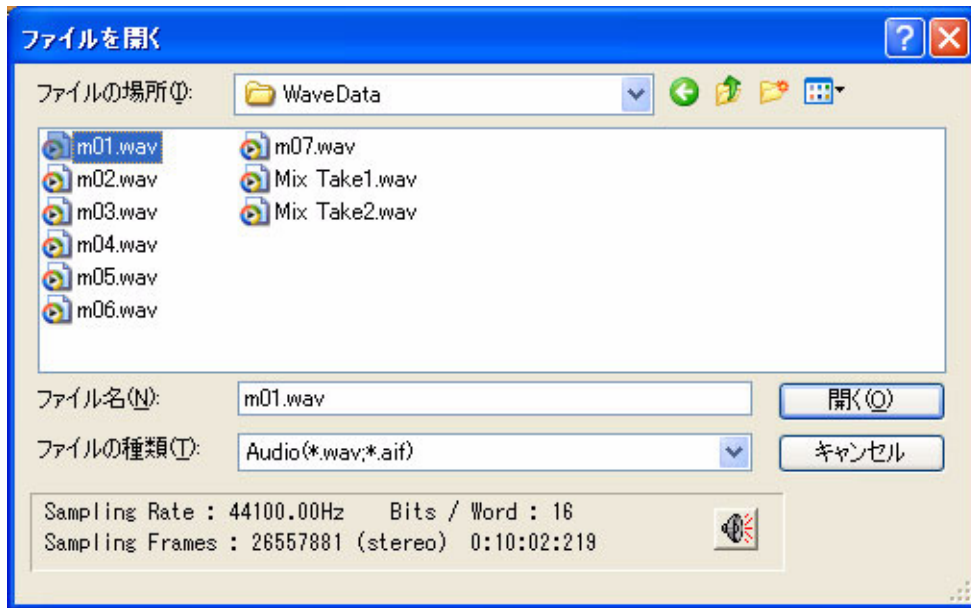 ファイルを開く
ファイルの場所(I):
WaveData
m01.wav
m02.wav
m03.wav
m04.wav
m05.wav
m06.wav
m07.wav
Mix Take1.wav
Mix Take2.wav
ファイル名(N):
m01.wav
開く(O)
ファイルの種類(T):
Audio(*.wav;*.aif)
キャンセル
Sampling Rate : 44100.00Hz Bits / Word : 16
Sampling Frames : 26557881 (stereo) 0:10:02:219